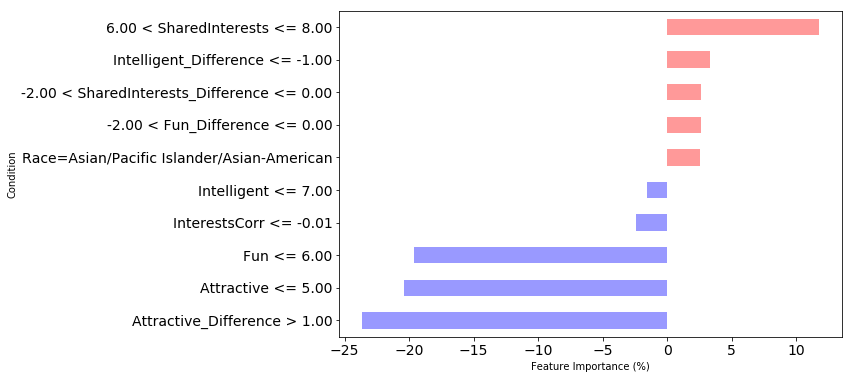 6.00 < SharedInterests <= 8.00
Intelligent_Difference <= -1.00
-2.00 < SharedInterests_Difference <= 0.00
-2.00 < Fun_Difference <= 0.00
Race=Asian/Pacific Islander/Asian-American
Intelligent <= 7.00
InterestsCorr <= -0.01
Fun <= 6.00
Attractive <= 5.00
Attractive_Difference > 1.00
Condition
−25 −20 −15 −10 −5 0 5 10
Feature Importance (%)